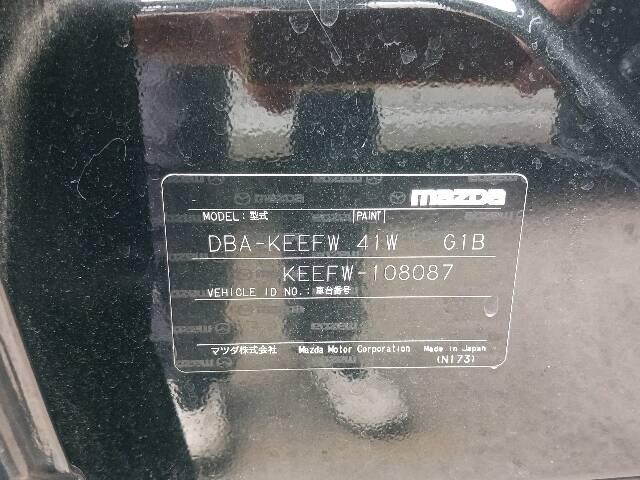 mazda
MODEL:型式 PAINT
DBA-KEEFW 41W G1B
KEEFW-108087
VEHICLE ID NO.:車台番号
マツダ株式会社 Mazda Motor Corporation Made in Japan
(N173)